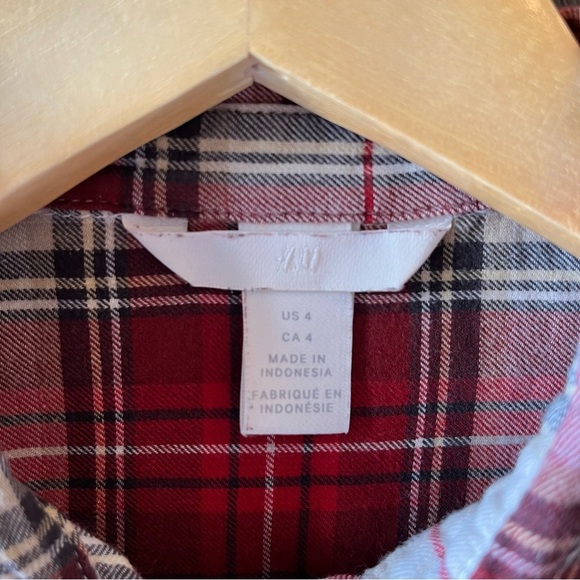 US 4
CA 4
MADE IN
INDONESIA
FABRIQUÉ EN
INDONÉSIE